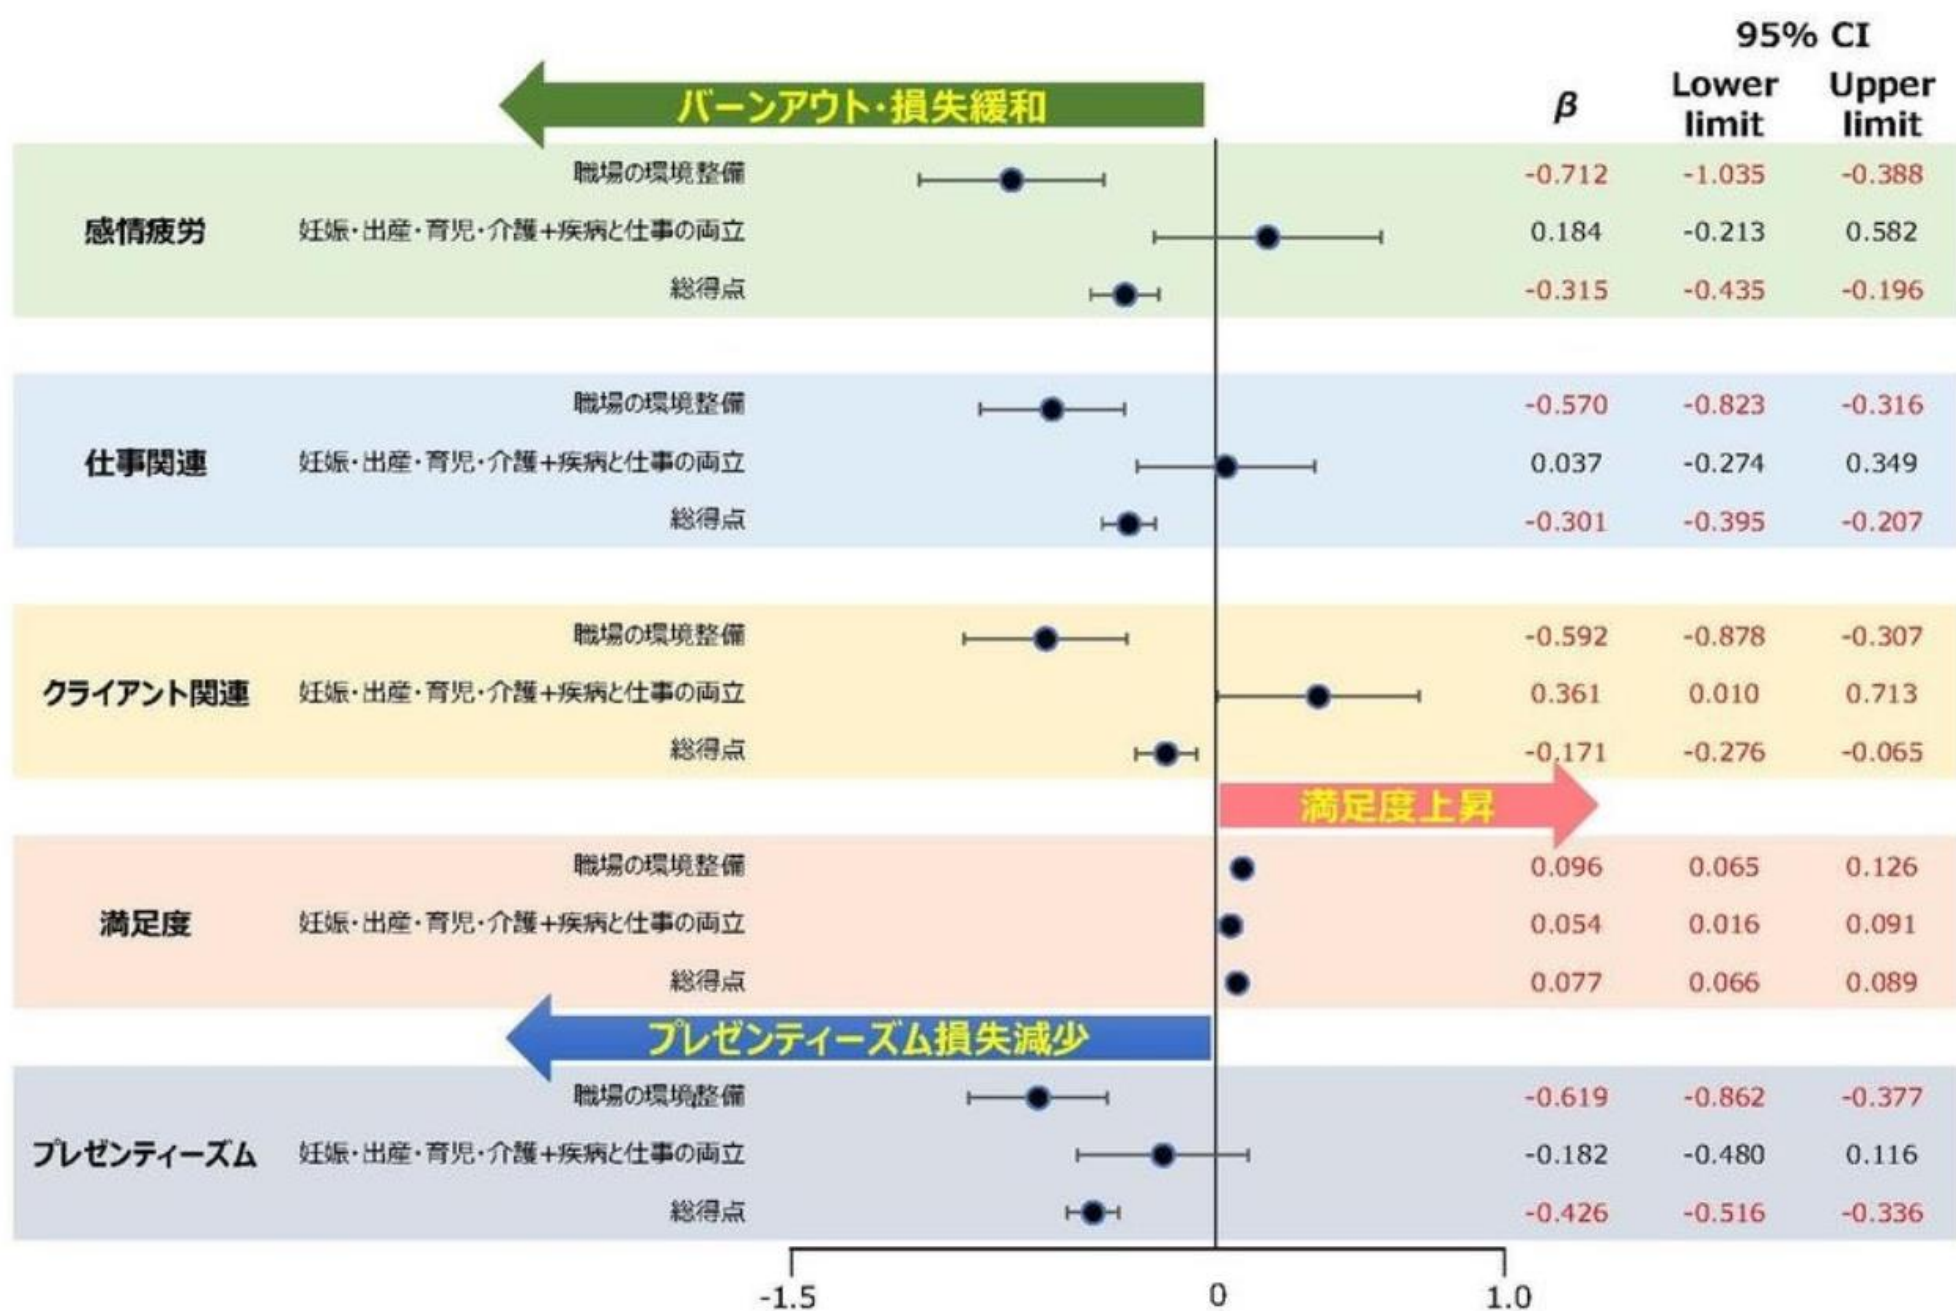 95% CI
β
Lower limit
Upper limit
バーンアウト・損失緩和
感情疲労
職場の環境整備 -0.712 -1.035 -0.388
妊娠・出産・育児・介護+疾病と仕事の両立 0.184 -0.213 0.582
総得点 -0.315 -0.435 -0.196
仕事関連
職場の環境整備 -0.570 -0.823 -0.316
妊娠・出産・育児・介護+疾病と仕事の両立 0.037 -0.274 0.349
総得点 -0.301 -0.395 -0.207
クライアント関連
職場の環境整備 -0.592 -0.878 -0.307
妊娠・出産・育児・介護+疾病と仕事の両立 0.361 0.010 0.713
総得点 -0.171 -0.276 -0.065
満足度上昇
満足度
職場の環境整備 0.096 0.065 0.126
妊娠・出産・育児・介護+疾病と仕事の両立 0.054 0.016 0.091
総得点 0.077 0.066 0.089
プレゼンティーズム損失減少
プレゼンティーズム
職場の環境整備 -0.619 -0.862 -0.377
妊娠・出産・育児・介護+疾病と仕事の両立 -0.182 -0.480 0.116
総得点 -0.426 -0.516 -0.336
-1.5 0 1.0